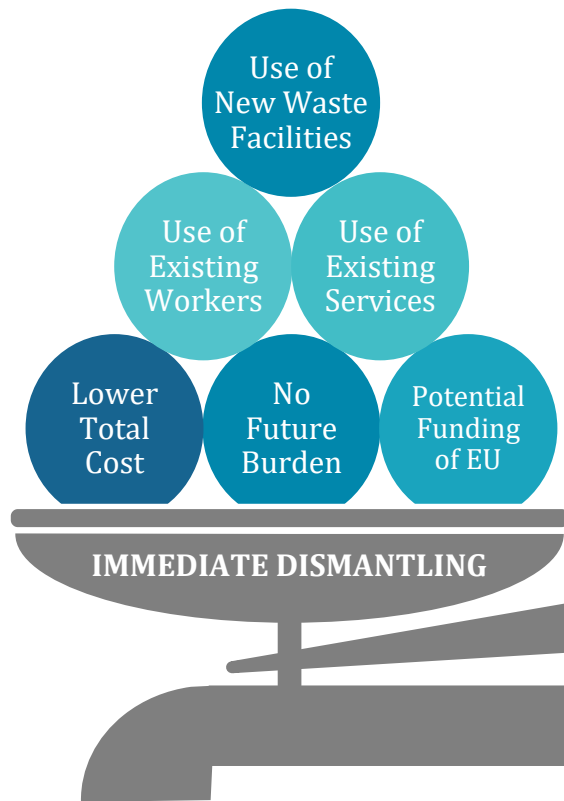 Use of
New Waste
Facilities
Use of
Existing
Workers
Use of
Existing
Services
Lower
Total
Cost
No
Future
Burden
Potential
Funding
of EU
IMMEDIATE DISMANTLING